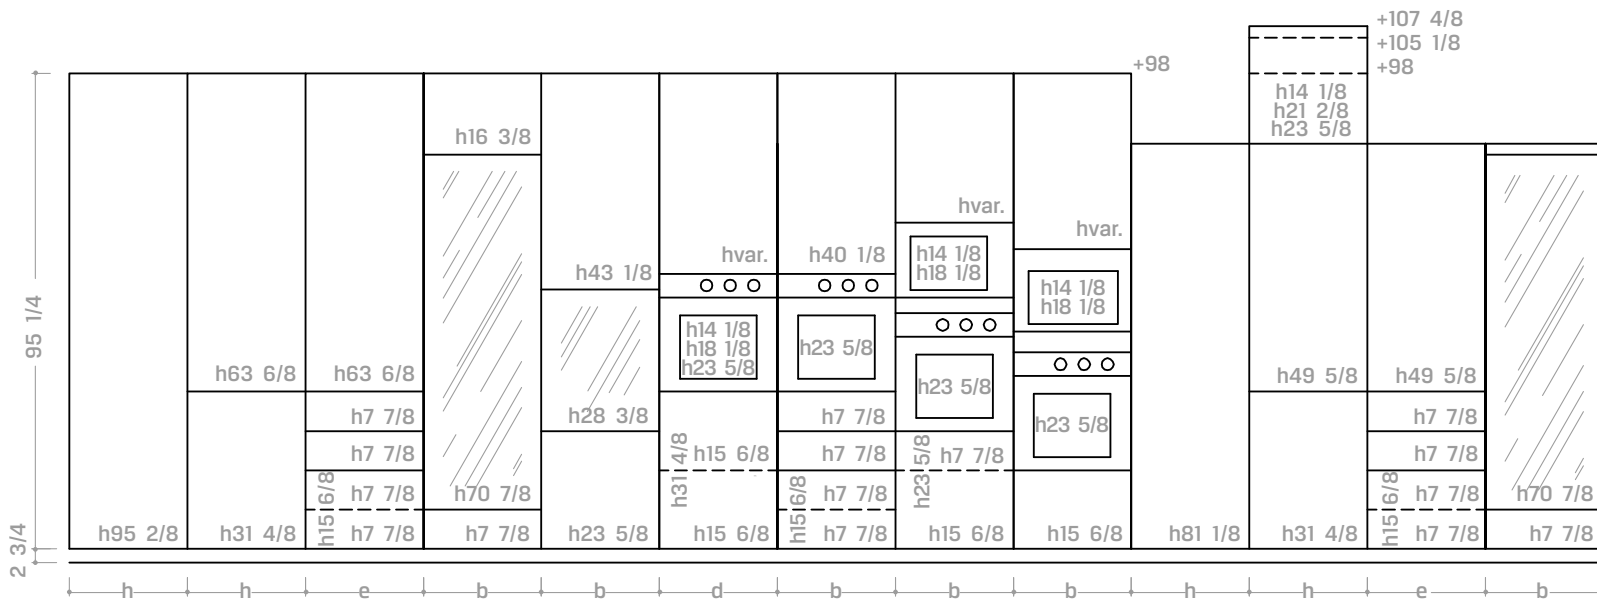 +107 4/8
+105 1/8
+98
+98
h14 1/8
h21 2/8
h23 5/8
h16 3/8
hvar.
hvar.
hvar.
h40 1/8
h14 1/8
h18 1/8
h43 1/8
h14 1/8
h18 1/8
95 1/4
h14 1/8
h18 1/8
h23 5/8
h23 5/8
h63 6/8
h63 6/8
h23 5/8
h49 5/8
h49 5/8
h7 7/8
h28 3/8
h7 7/8
h23 5/8
h7 7/8
h7 7/8
h31 4/8
h15 6/8
h7 7/8
h23 5/8
h7 7/8
h7 7/8
h15 6/8
h7 7/8
h70 7/8
h15 6/8
h7 7/8
h15 6/8
h7 7/8
h70 7/8
h95 2/8
h31 4/8
h7 7/8
h7 7/8
h23 5/8
h15 6/8
h7 7/8
h15 6/8
h15 6/8
h81 1/8
h31 4/8
h7 7/8
h7 7/8
2 3/4
h
h
e
b
b
d
b
b
b
h
h
e
b